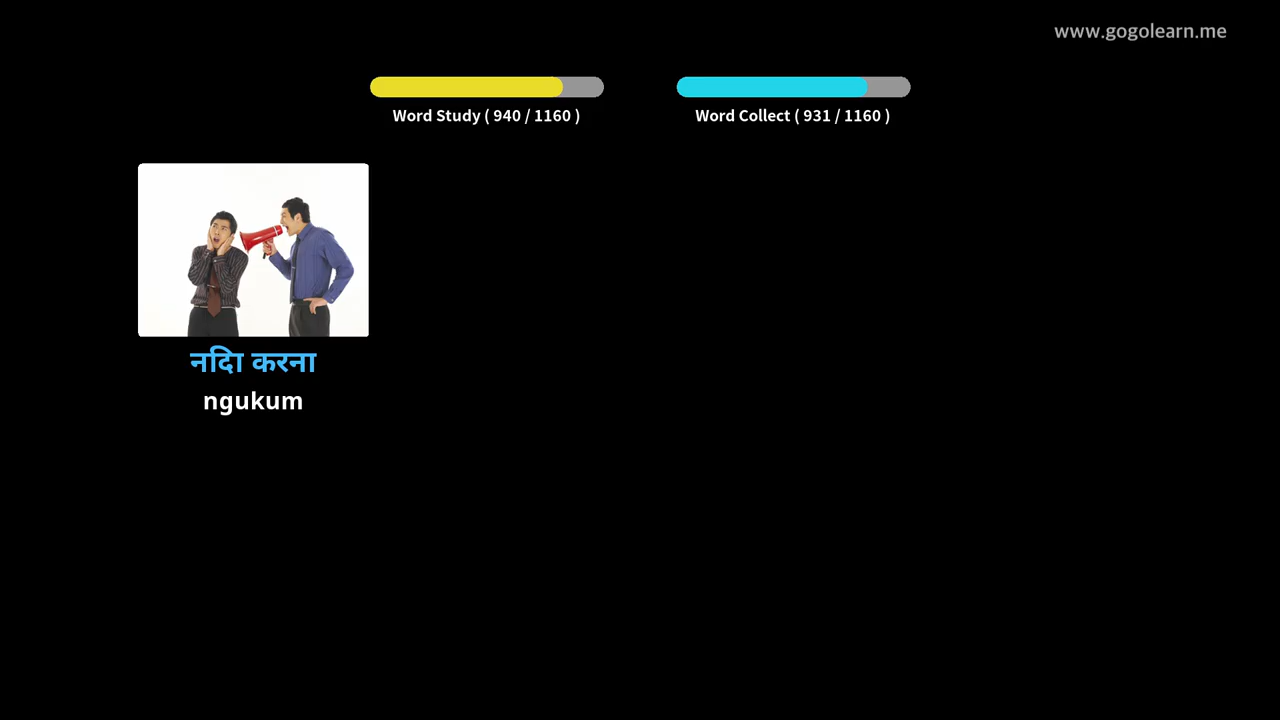 www.gogolearn.me
Word Study ( 940 / 1160 )
Word Collect ( 931 / 1160 )
नदिा करना
ngukum